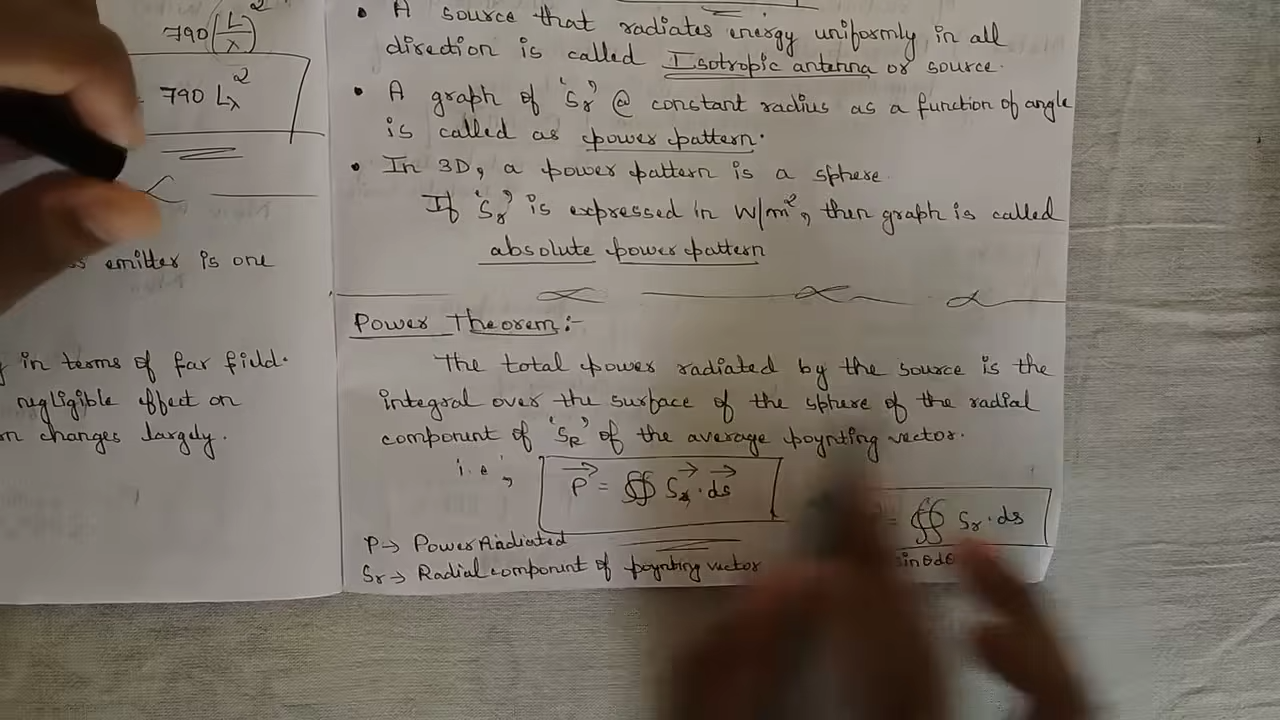 790(L/λ)²
790 Lλ²
emitter is one
in terms of far field.
negligible effect on
changes largely.
• A source that radiates energy uniformly in all
direction is called Isotropic antenna or source.
• A graph of 'Sr' @ constant radius as a function of angle
is called as power pattern.
• In 3D, a power pattern is a sphere.
If 'Sr' is expressed in W/m², then graph is called
absolute power pattern
Power Theorem:-
The total power radiated by the source is the
integral over the surface of the sphere of the radial
component of 'SR' of the average poynting vector.
i.e, P⃗ = ∯ S⃗r . d⃗s
= ∯ Sr . ds
P → Power Radiated
Sr → Radial component of poynting vector
sinθdθ